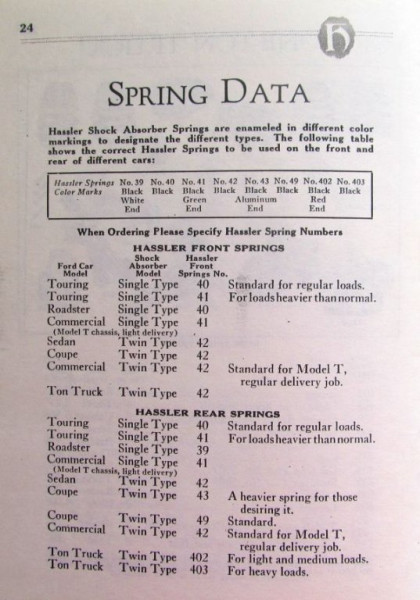 24
H
SPRING DATA
Hassler Shock Absorber Springs are enameled in different color
markings to designate the different types. The following table
shows the correct Hassler Springs to be used on the front and
rear of different cars:
Hassler Springs No. 39 No. 40 No. 41 No. 42 No. 43 No. 49 No. 402 No. 403
Color Marks Black Black Black Black Black Black Black Black
White Green Aluminum Red
End End End End
When Ordering Please Specify Hassler Spring Numbers
HASSLER FRONT SPRINGS
Shock Hassler
Ford Car Absorber Front
Model Model Springs No.
Touring Single Type 40 Standard for regular loads.
Touring Single Type 41 For loads heavier than normal.
Roadster Single Type 40
Commercial Single Type 41
(Model T chassis, light delivery)
Sedan Twin Type 42
Coupe Twin Type 42
Commercial Twin Type 42 Standard for Model T,
regular delivery job.
Ton Truck Twin Type 42
HASSLER REAR SPRINGS
Touring Single Type 40 Standard for regular loads.
Touring Single Type 41 For loads heavier than normal.
Roadster Single Type 39
Commercial Single Type 41
(Model T chassis, light delivery)
Sedan Twin Type 42
Coupe Twin Type 43 A heavier spring for those
desiring it.
Coupe Twin Type 49 Standard.
Commercial Twin Type 42 Standard for Model T,
regular delivery job.
Ton Truck Twin Type 402 For light and medium loads.
Ton Truck Twin Type 403 For heavy loads.